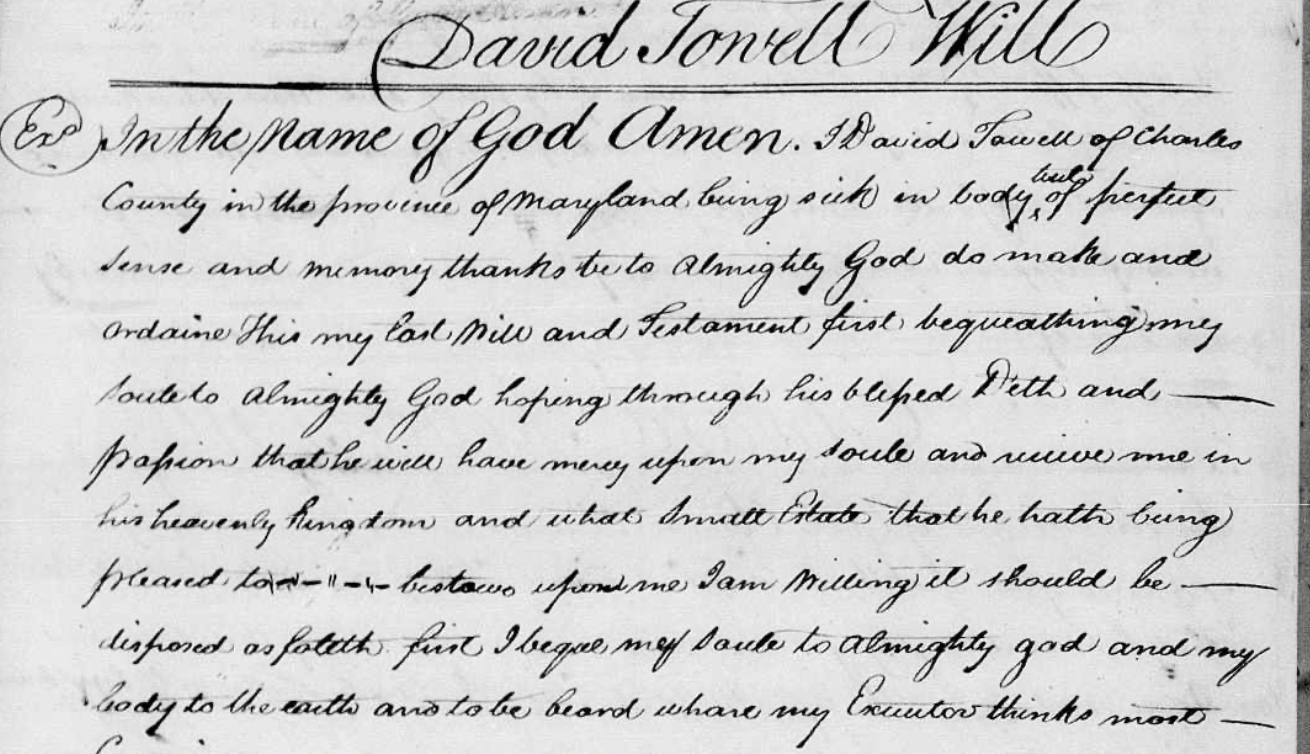 David Towell Will
Exd In the Name of God Amen. I David Towell of Charles
County in the province of Maryland being sick in body but of perfect
sense and memory thanks be to Almighty God do make and
ordaine this my Last Will and Testament first bequeathing my
soule to Almighty God hoping through his blessed Deth and
passion that he will have mercy upon my soule and receive me in
his heavenly kingdom and what small Estate that he hath being
pleased to bestowe upon me I am Willing it should be
disposed as foleth first I beque my soule to Almighty god and my
body to the earth and to be beard whare my Executor thinks most